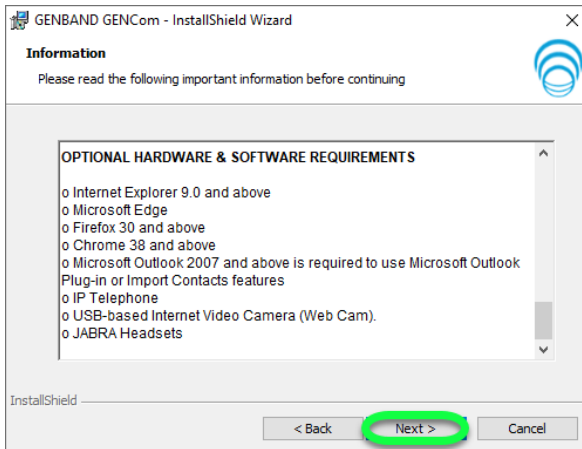 GENBAND GENCom - InstallShield Wizard
Information
Please read the following important information before continuing
OPTIONAL HARDWARE & SOFTWARE REQUIREMENTS
o Internet Explorer 9.0 and above
o Microsoft Edge
o Firefox 30 and above
o Chrome 38 and above
o Microsoft Outlook 2007 and above is required to use Microsoft Outlook
Plug-in or Import Contacts features
o IP Telephone
o USB-based Internet Video Camera (Web Cam).
o JABRA Headsets
InstallShield
< Back
Next >
Cancel